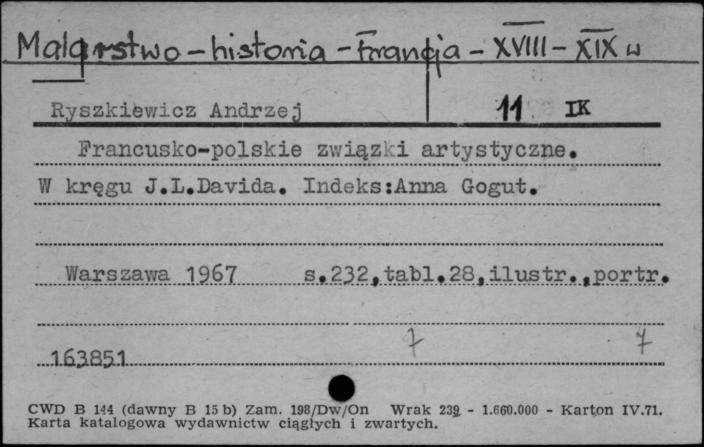 Malarstwo - historia - Francja - XVIII - XIX w
Ryszkiewicz Andrzej 11 IK
Francusko-polskie związki artystyczne.
W kręgu J.L.Davida. Indeks:Anna Gogut.
Warszawa 1967 s.232,tabl.28,ilustr.,portr.
7 7
163851
CWD B 144 (dawny B 15 b) Zam. 198/Dw/On Wrak 239 - 1.660.000 - Karton IV.71.
Karta katalogowa wydawnictw ciągłych i zwartych.